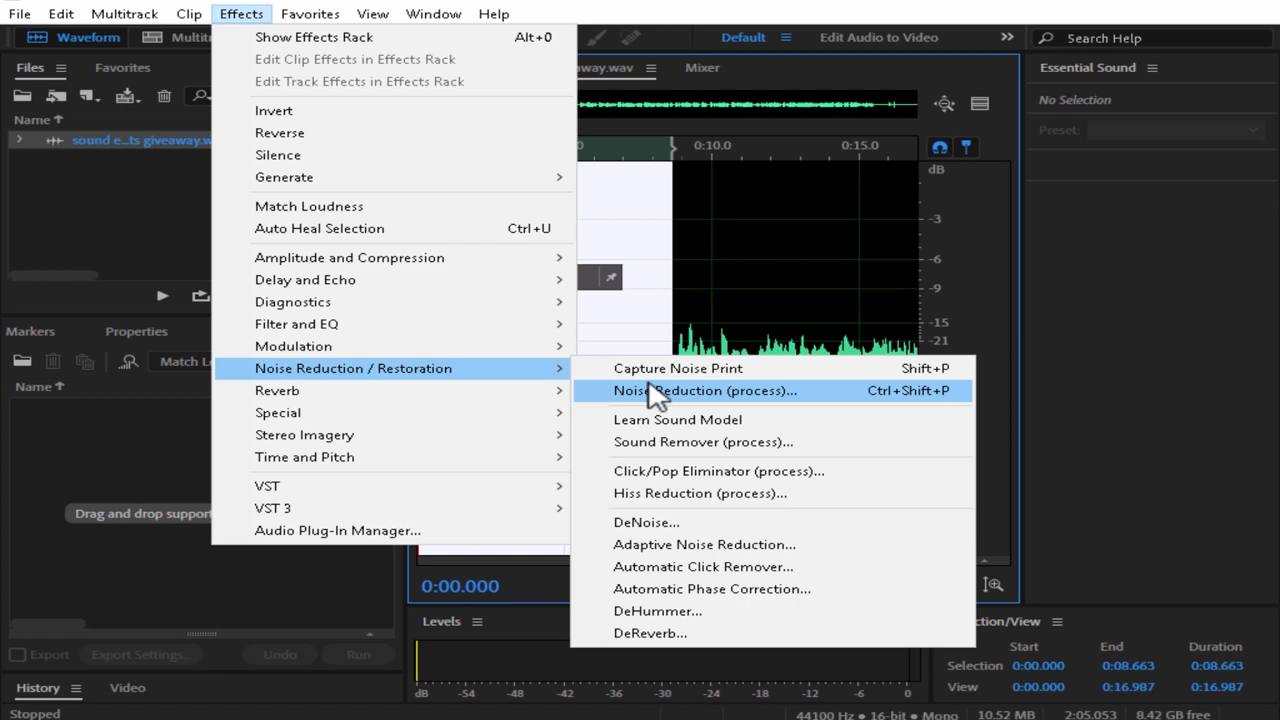 File Edit Multitrack Clip Effects Favorites View Window Help
Waveform Multit Default Edit Audio to Video >> Search Help
Files Favorites
Name
sound e...ts giveaway.w
Markers Properties
Match Lo
Name
Drag and drop support
Export Export Settings... Undo Run
History Video
Stopped
Show Effects Rack Alt+0
Edit Clip Effects in Effects Rack
Edit Track Effects in Effects Rack
Invert
Reverse
Silence
Generate
Match Loudness
Auto Heal Selection Ctrl+U
Amplitude and Compression
Delay and Echo
Diagnostics
Filter and EQ
Modulation
Noise Reduction / Restoration
Reverb
Special
Stereo Imagery
Time and Pitch
VST
VST 3
Audio Plug-In Manager...
Capture Noise Print Shift+P
Noise Reduction (process)... Ctrl+Shift+P
Learn Sound Model
Sound Remover (process)...
Click/Pop Eliminator (process)...
Hiss Reduction (process)...
DeNoise...
Adaptive Noise Reduction...
Automatic Click Remover...
Automatic Phase Correction...
DeHummer...
DeReverb...
away.wav Mixer
0 0:10.0 0:15.0
dB
-3
-6
-9
-15
-21
0:00.000
Levels
dB -54 -48 -42 -36 -30 -24 -18 -12 -6 0
Essential Sound
No Selection
Preset:
ction/View
Start End Duration
Selection 0:00.000 0:08.663 0:08.663
View 0:00.000 0:16.987 0:16.987
44100 Hz ● 16-bit ● Mono 10.52 MB 2:05.053 8.42 GB free